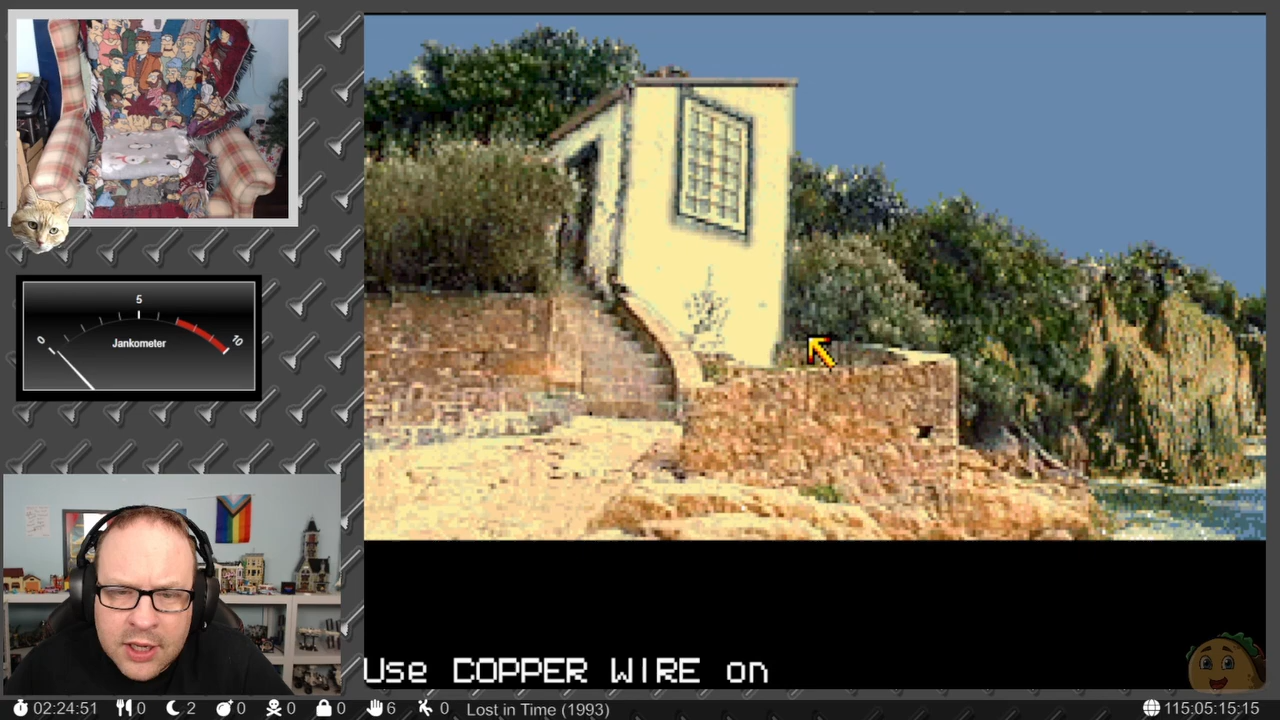 5
0
10
Jankometer
Use COPPER WIRE on
02:24:51 0 2 0 0 0 6 0 Lost in Time (1993) 115:05:15:15